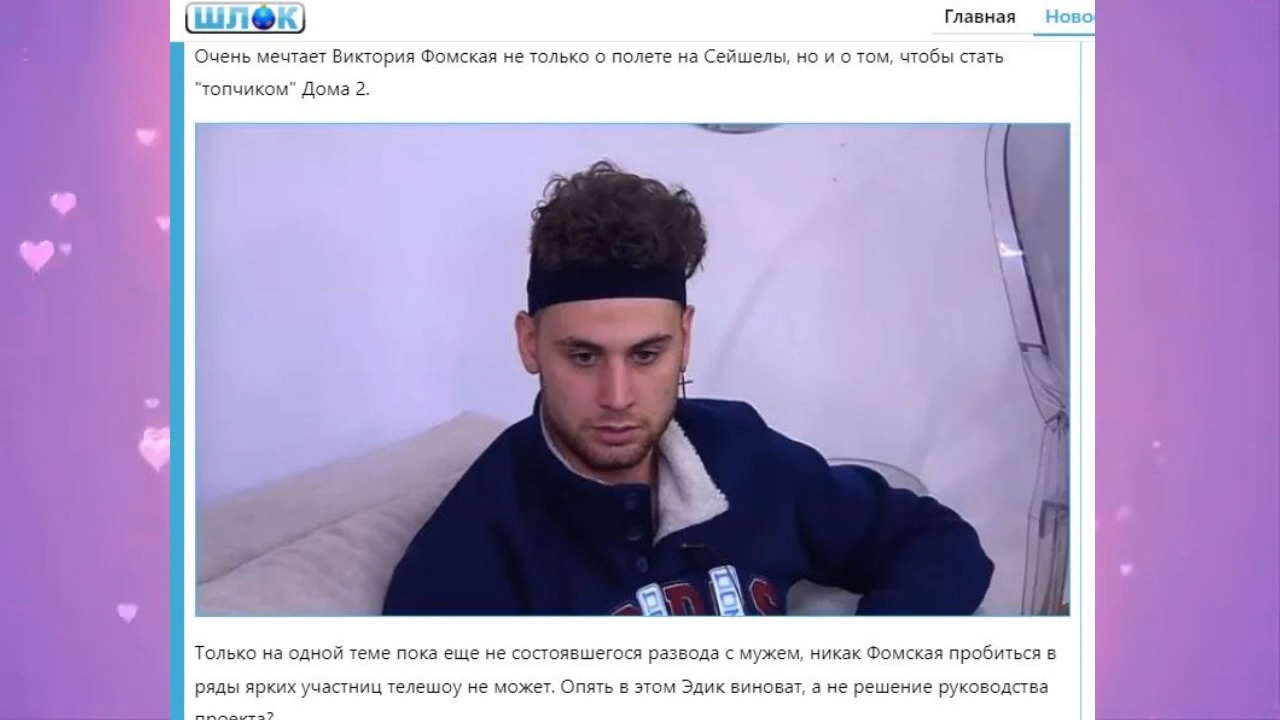 ШЛОК
Главная Ново
Очень мечтает Виктория Фомская не только о полете на Сейшелы, но и о том, чтобы стать
"топчиком" Дома 2.
Только на одной теме пока еще не состоявшегося развода с мужем, никак Фомская пробиться в
ряды ярких участниц телешоу не может. Опять в этом Эдик виноват, а не решение руководства
проекта?